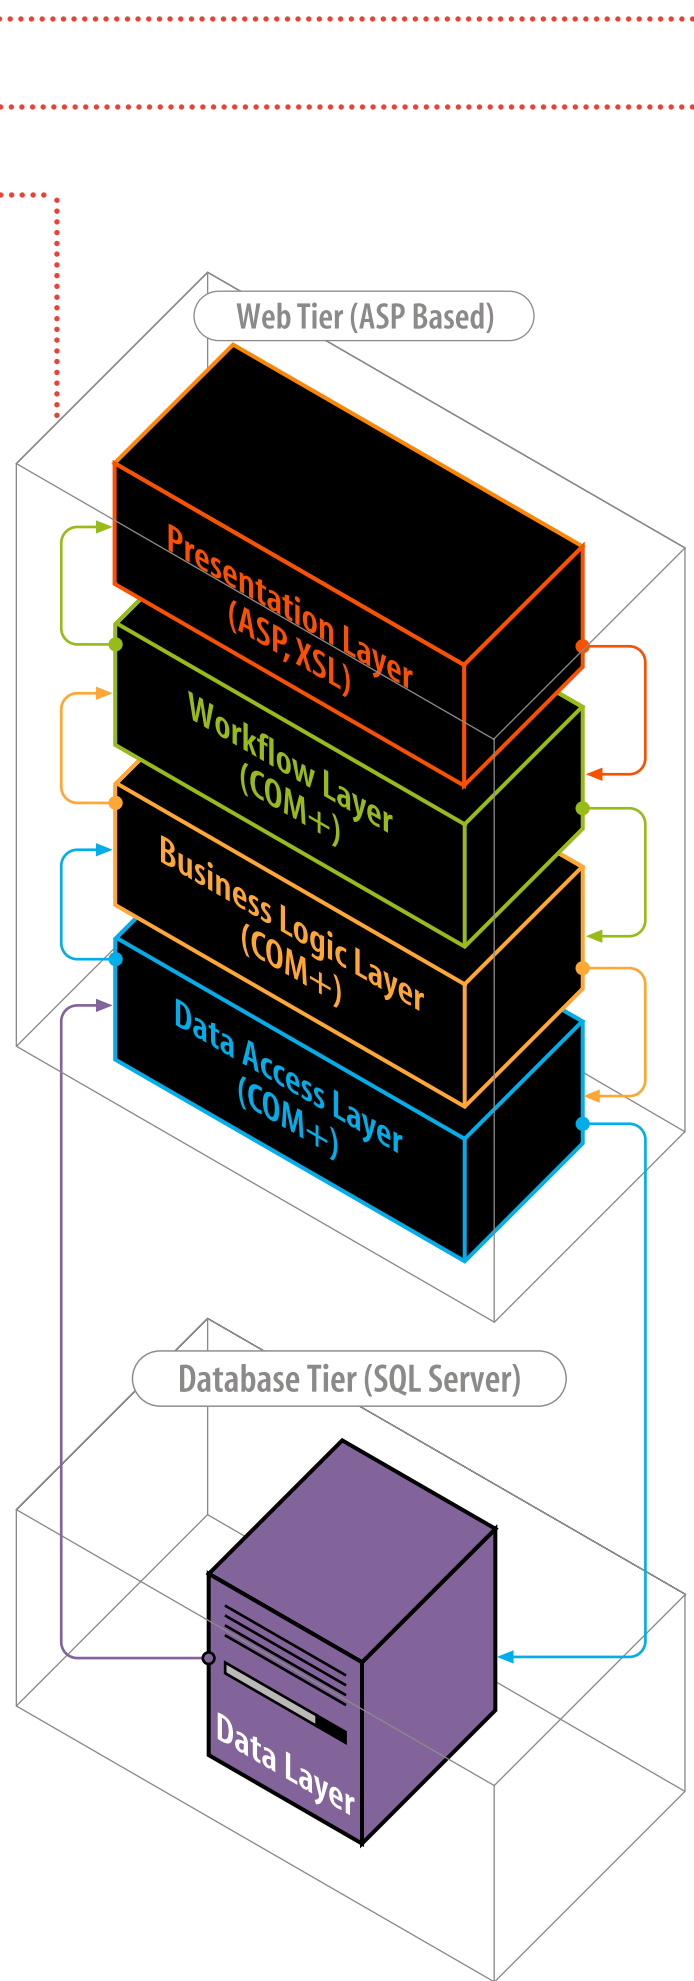 Web Tier (ASP Based)
Presentation Layer
(ASP, XSL)
Workflow Layer
(COM+)
Business Logic Layer
(COM+)
Data Access Layer
(COM+)
Database Tier (SQL Server)
Data Layer